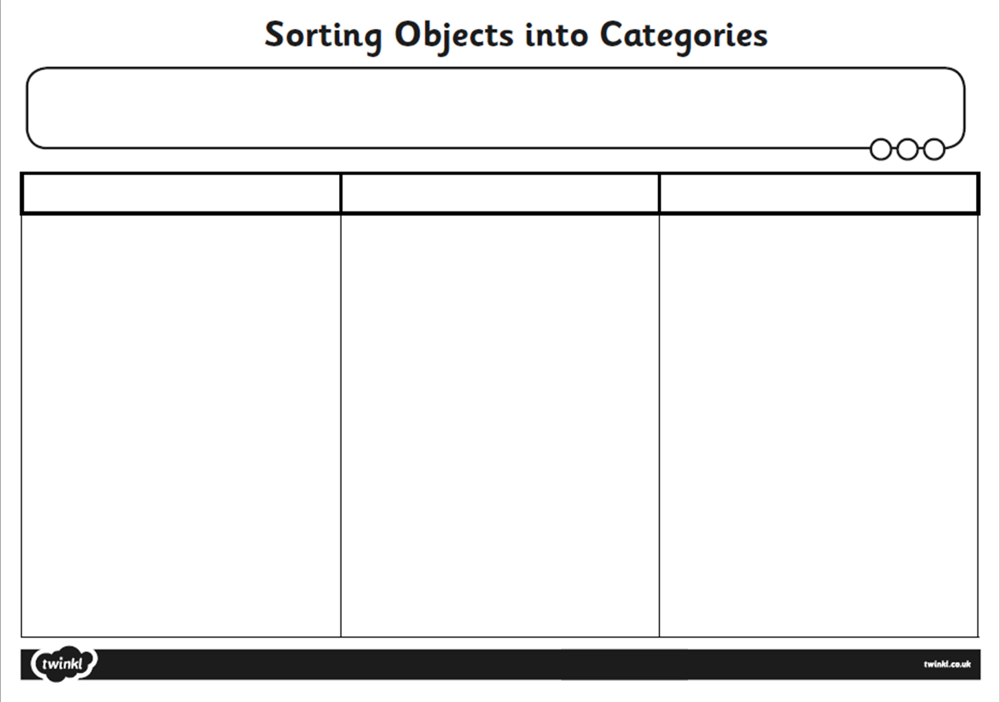 Sorting Objects into Categories
twinkl
twinkl.co.uk